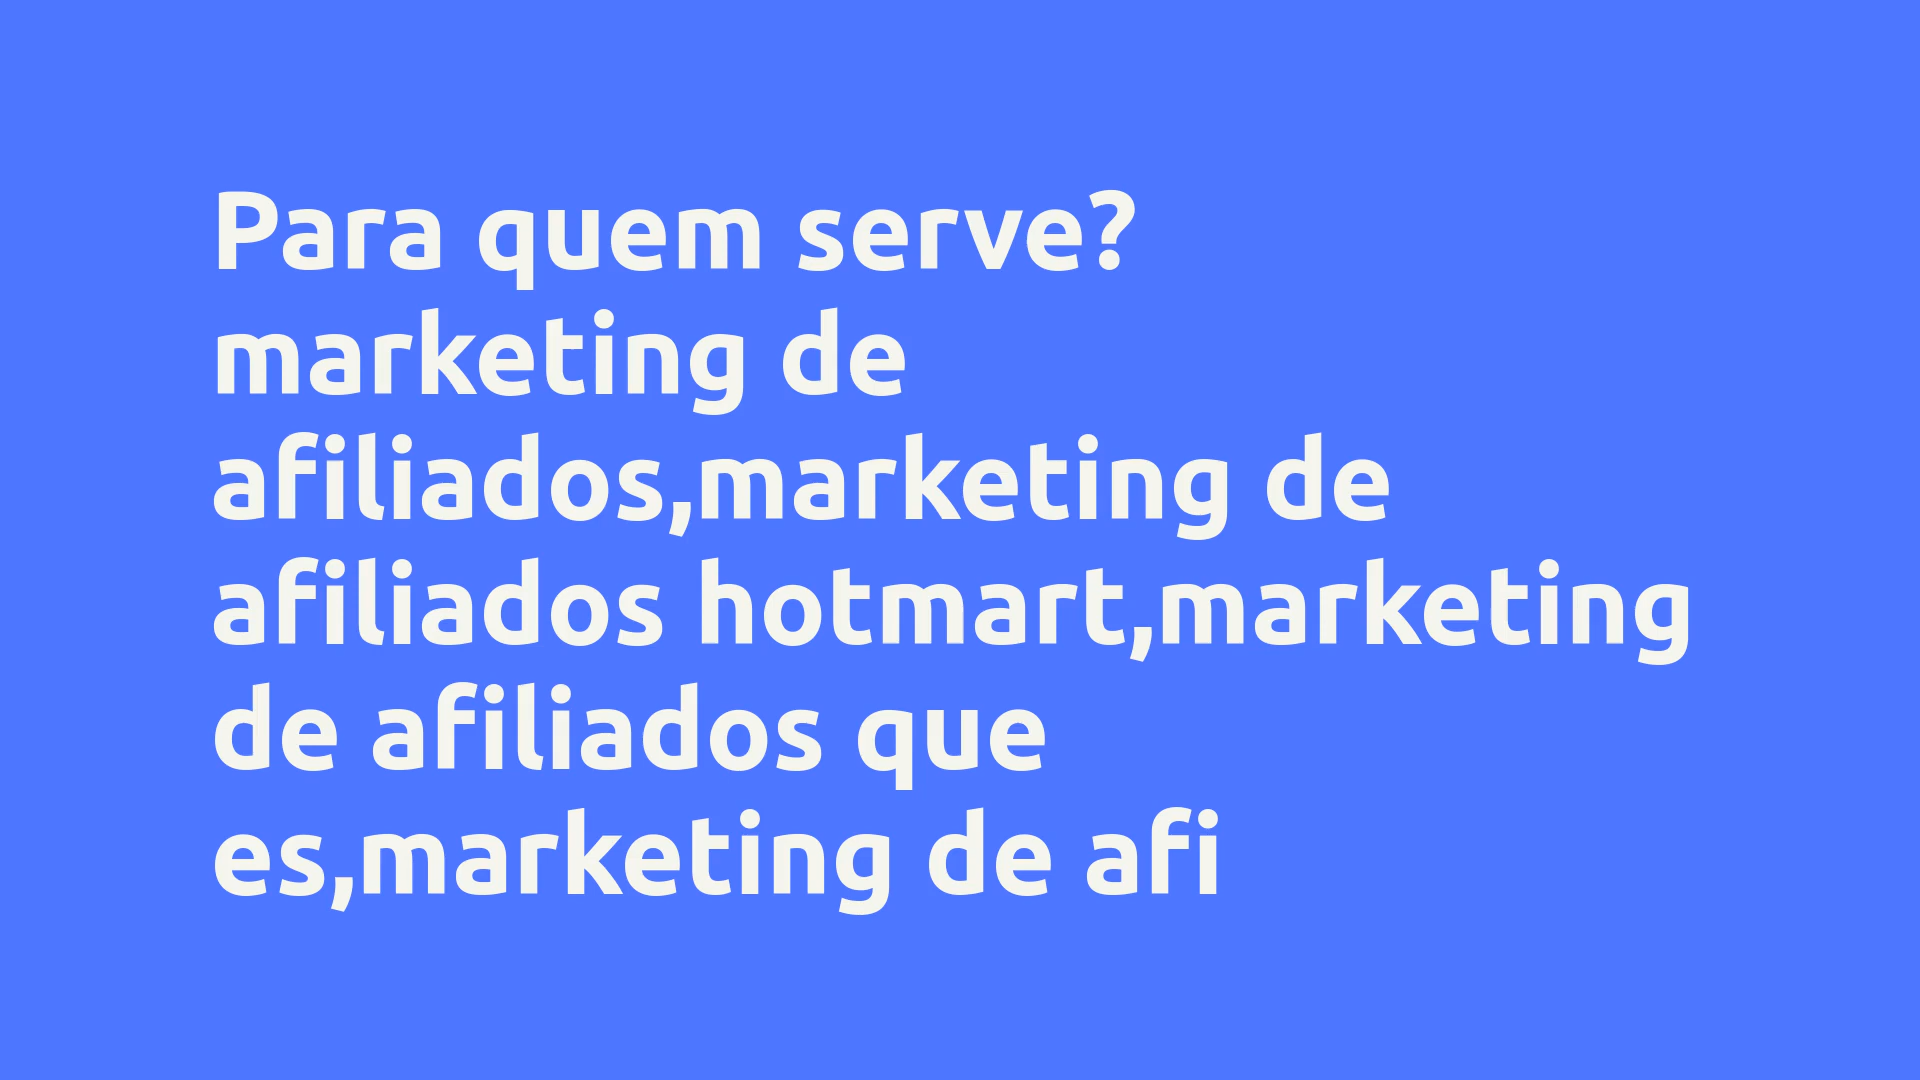 Para quem serve?
marketing de
afiliados,marketing de
afiliados hotmart,marketing
de afiliados que
es,marketing de afi